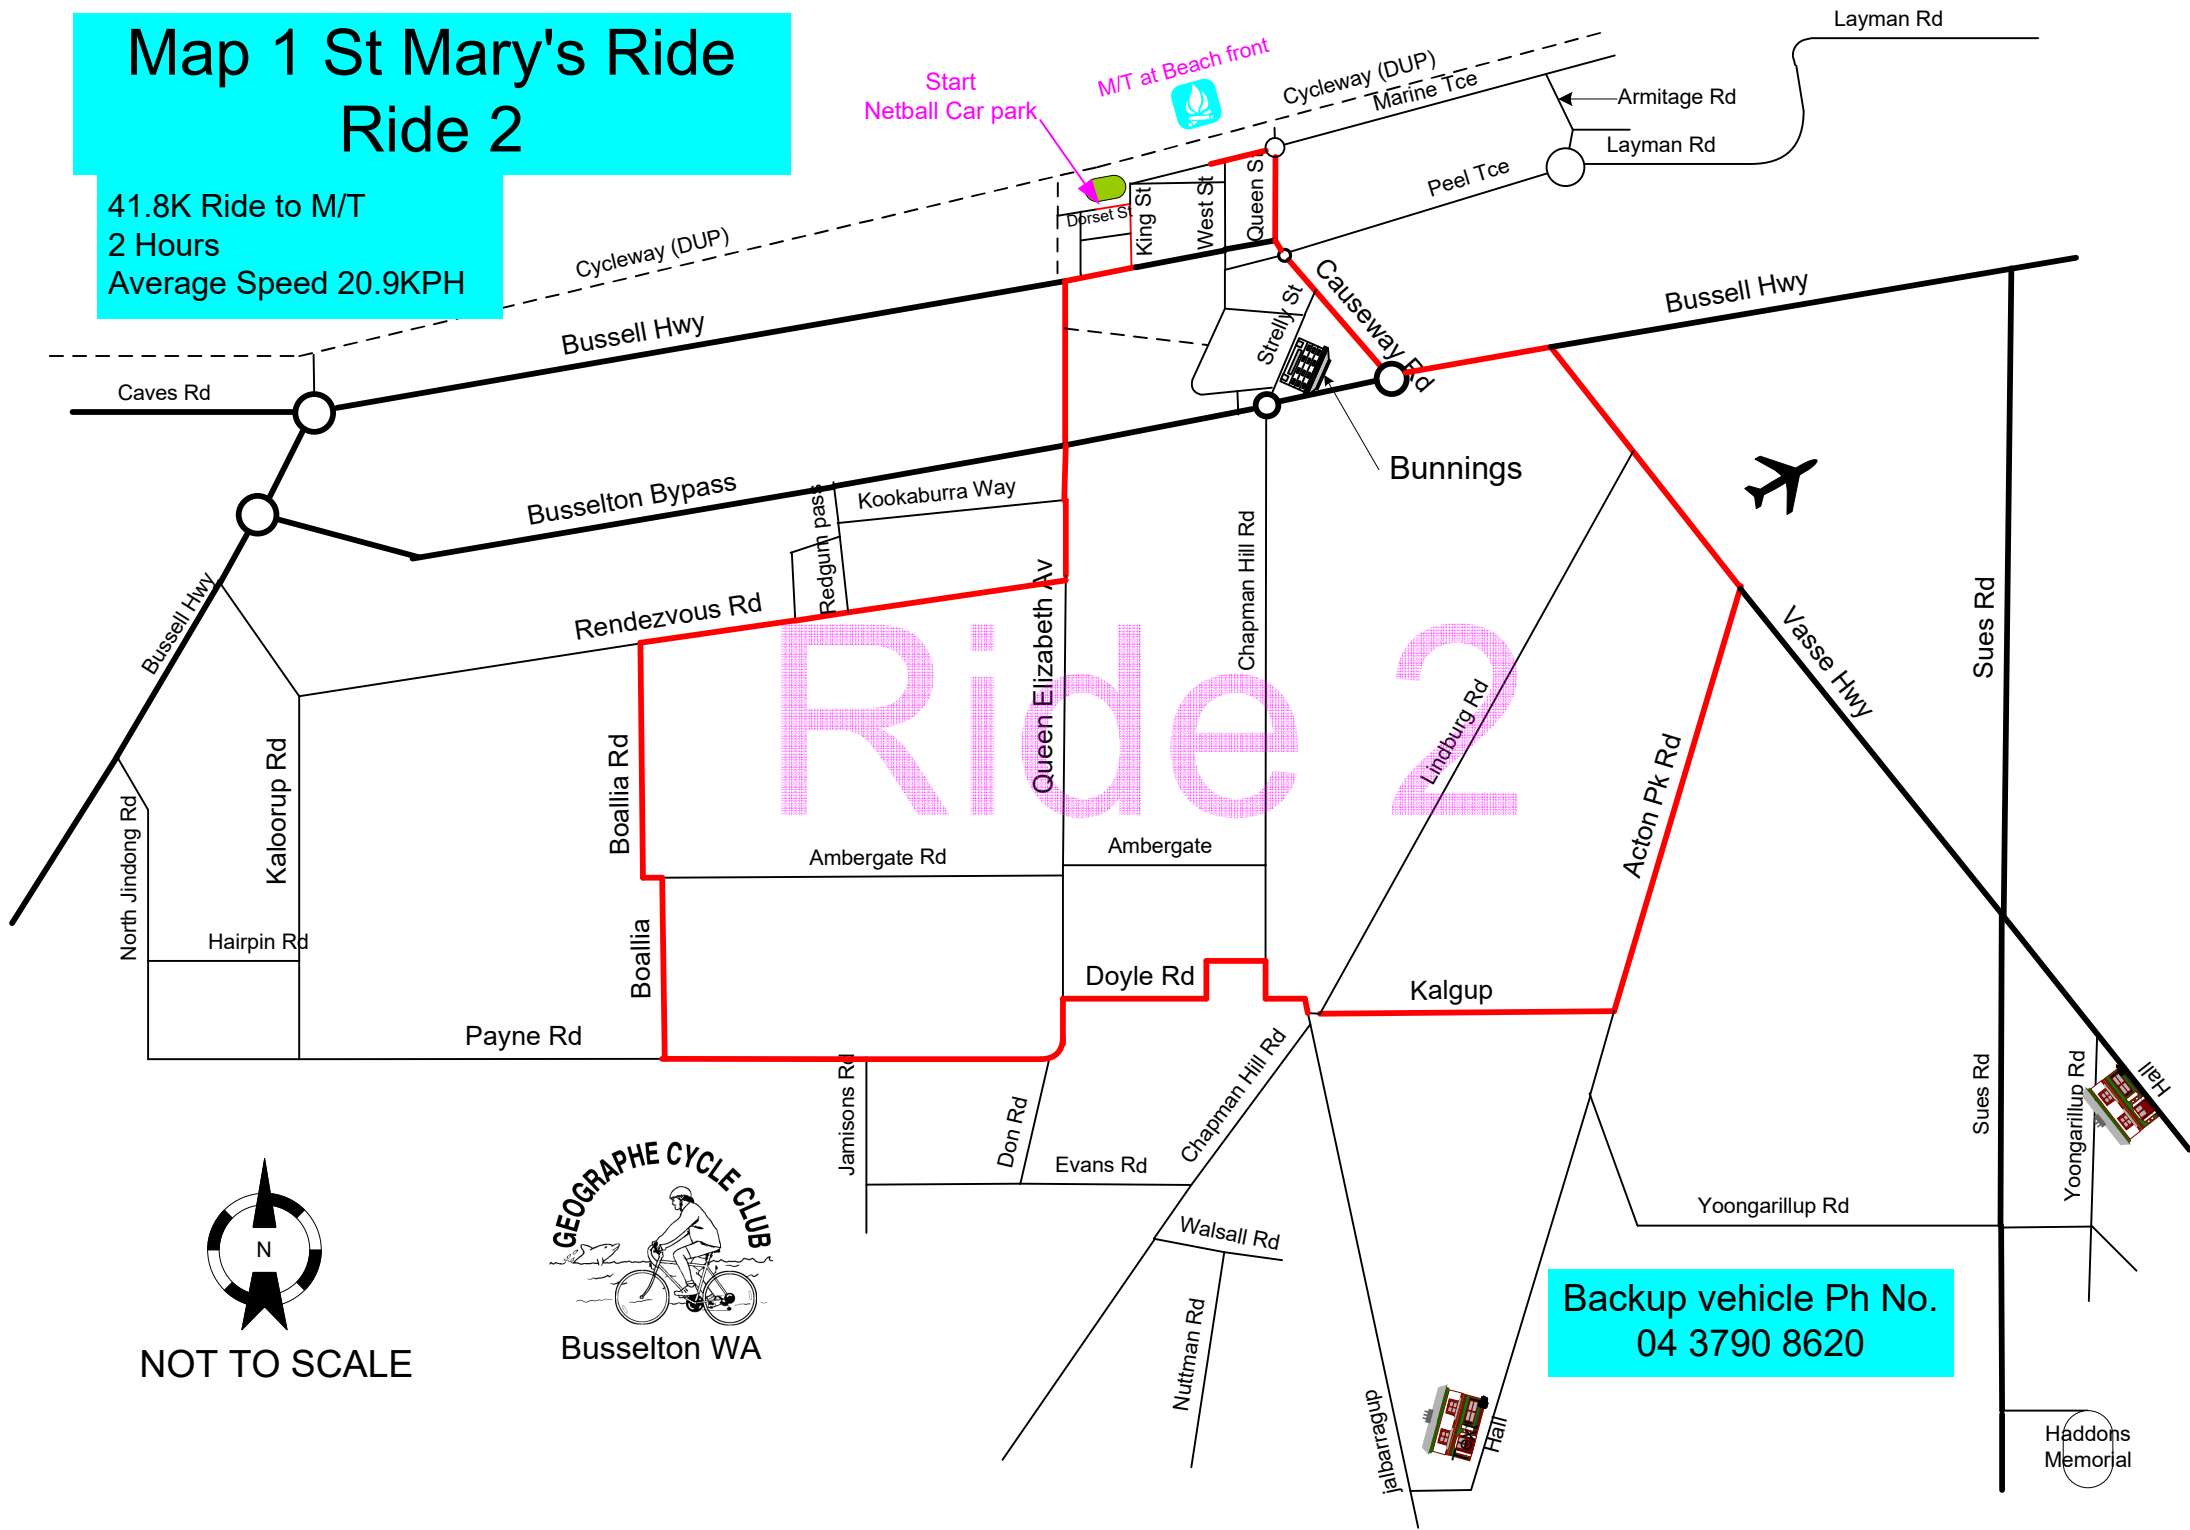 Map 1 St Mary's Ride
Ride 2
41.8K Ride to M/T
2 Hours
Average Speed 20.9KPH
Start
Netball Car park
M/T at Beach front
Cycleway (DUP)
Marine Tce
Layman Rd
Armitage Rd
Layman Rd
Peel Tce
Cycleway (DUP)
Dorset St
King St
West St
Queen S
Causeway Rd
Strelly St
Bussell Hwy
Bussell Hwy
Caves Rd
Bunnings
Busselton Bypass
Kookaburra Way
Redgum pass
Chapman Hill Rd
Queen Elizabeth Av
Rendezvous Rd
Bussell Hwy
Ride 2
Sues Rd
Vasse Hwy
Lindburg Rd
Acton Pk Rd
Kaloorup Rd
Boallia Rd
North Jindong Rd
Ambergate Rd
Ambergate
Hairpin Rd
Boallia
Doyle Rd
Kalgup
Payne Rd
Jamisons Rd
Don Rd
Evans Rd
Chapman Hill Rd
Sues Rd
Yoongarillup Rd
Hall
Walsall Rd
Yoongarillup Rd
Nuttman Rd
jalbarragup
Hall
N
NOT TO SCALE
GEOGRAPHE CYCLE CLUB
Busselton WA
Backup vehicle Ph No.
04 3790 8620
Haddons
Memorial